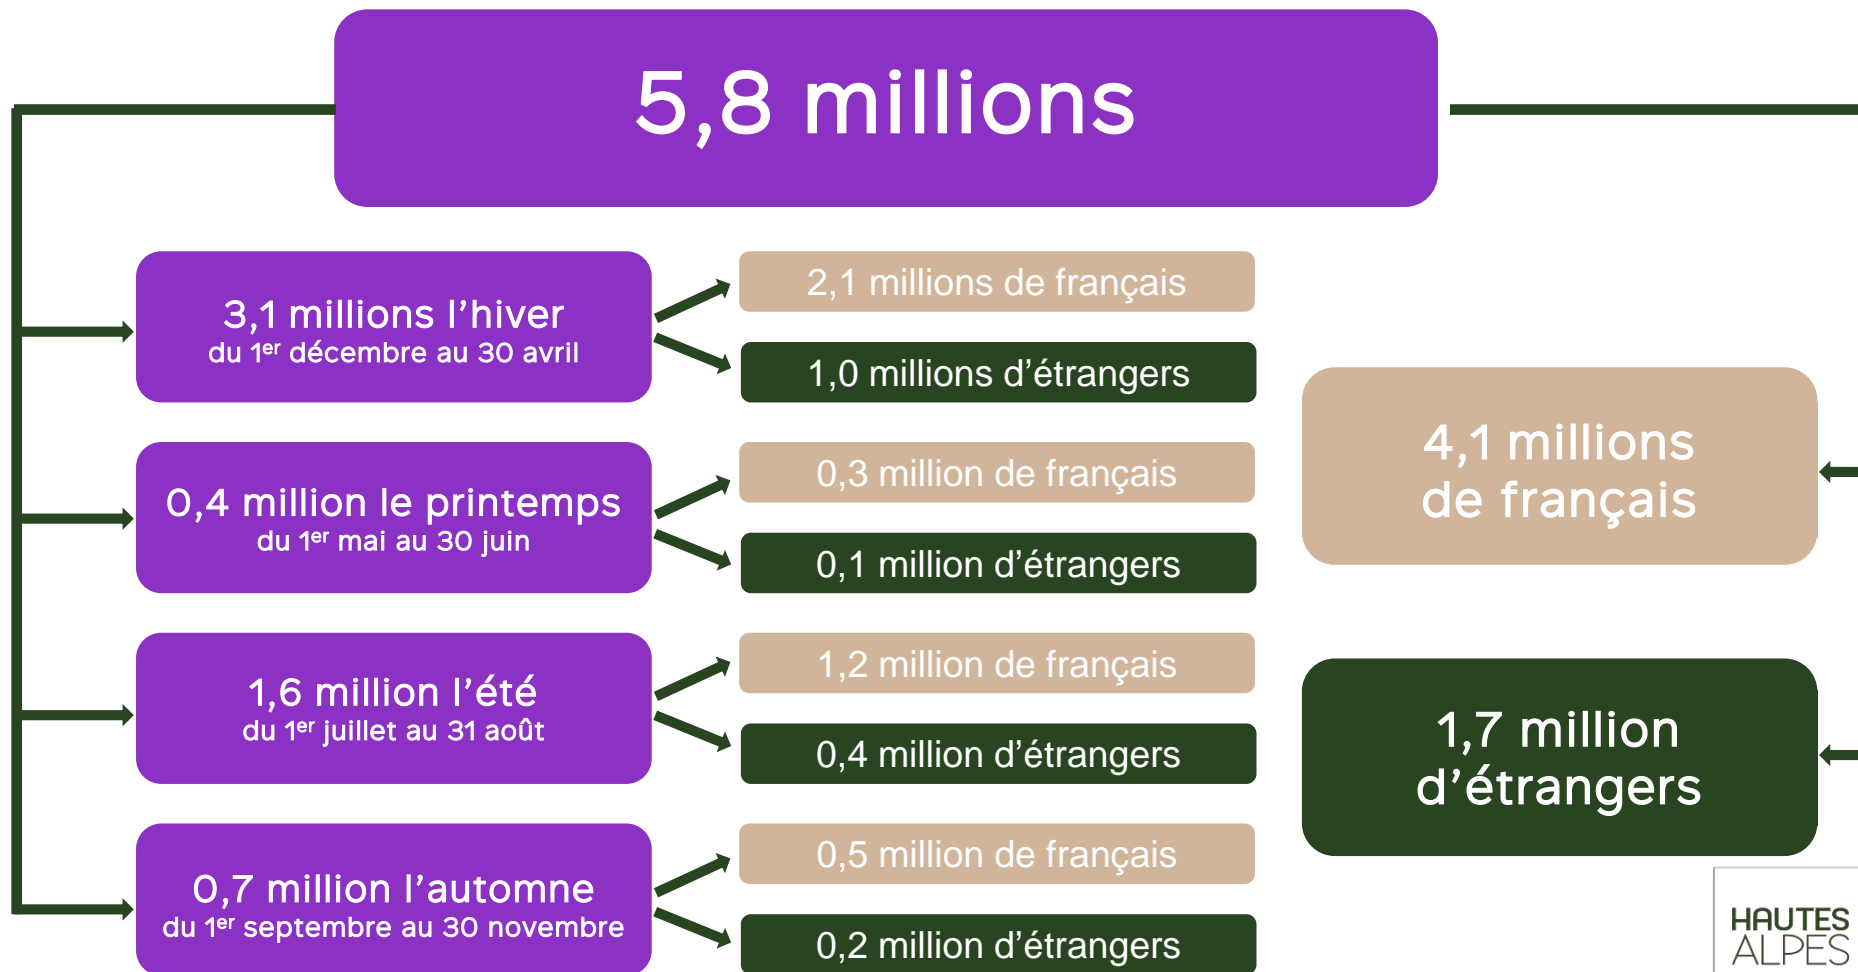 5,8 millions
3,1 millions l’hiver
du 1er décembre au 30 avril
2,1 millions de français
1,0 millions d’étrangers
0,4 million le printemps
du 1er mai au 30 juin
0,3 million de français
0,1 million d’étrangers
1,6 million l’été
du 1er juillet au 31 août
1,2 million de français
0,4 million d’étrangers
0,7 million l’automne
du 1er septembre au 30 novembre
0,5 million de français
0,2 million d’étrangers
4,1 millions
de français
1,7 million
d’étrangers
HAUTES
ALPES